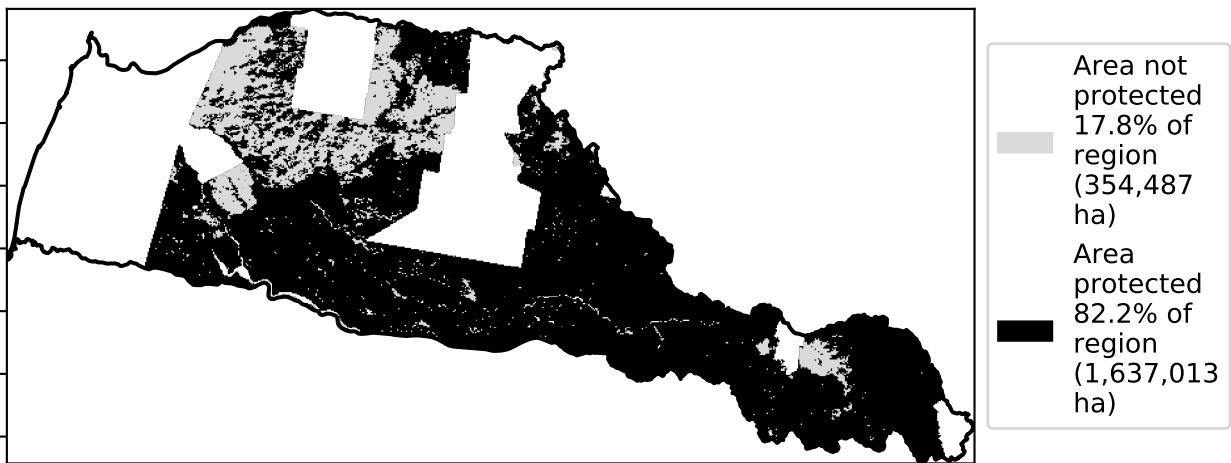 Area not
protected
17.8% of
region
(354,487
ha)
Area
protected
82.2% of
region
(1,637,013
ha)